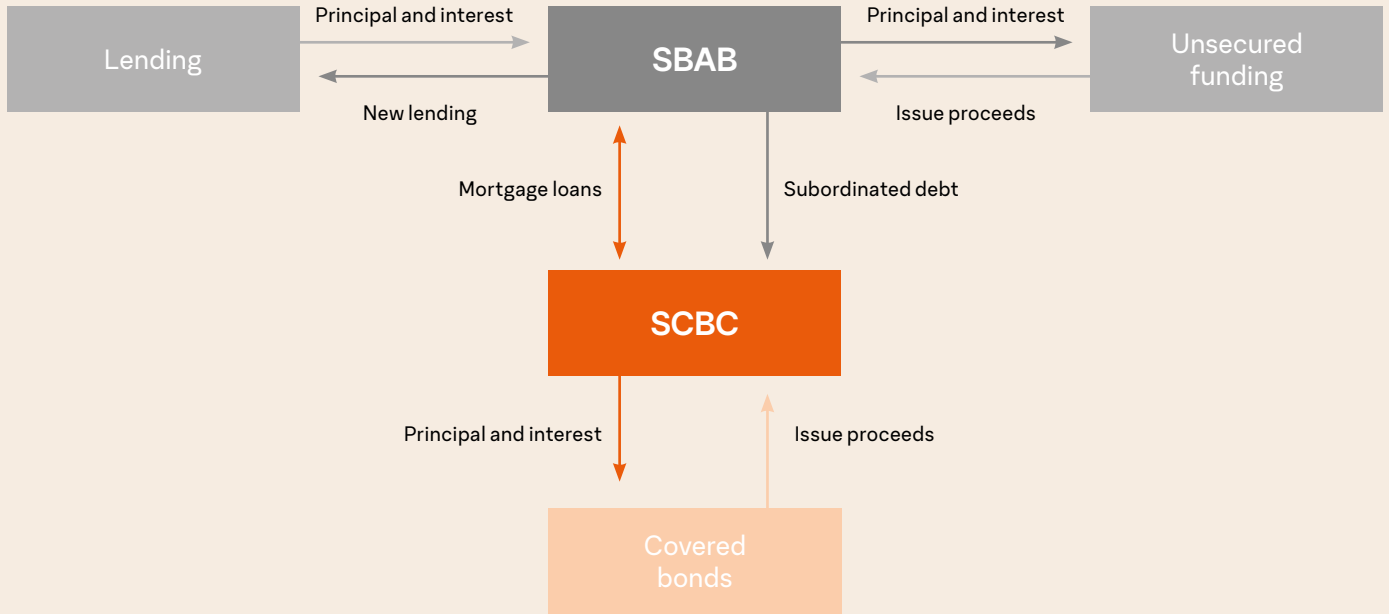 Principal and interest
Principal and interest
Lending
SBAB
Unsecured
funding
New lending
Issue proceeds
Mortgage loans
Subordinated debt
SCBC
Principal and interest
Issue proceeds
Covered
bonds